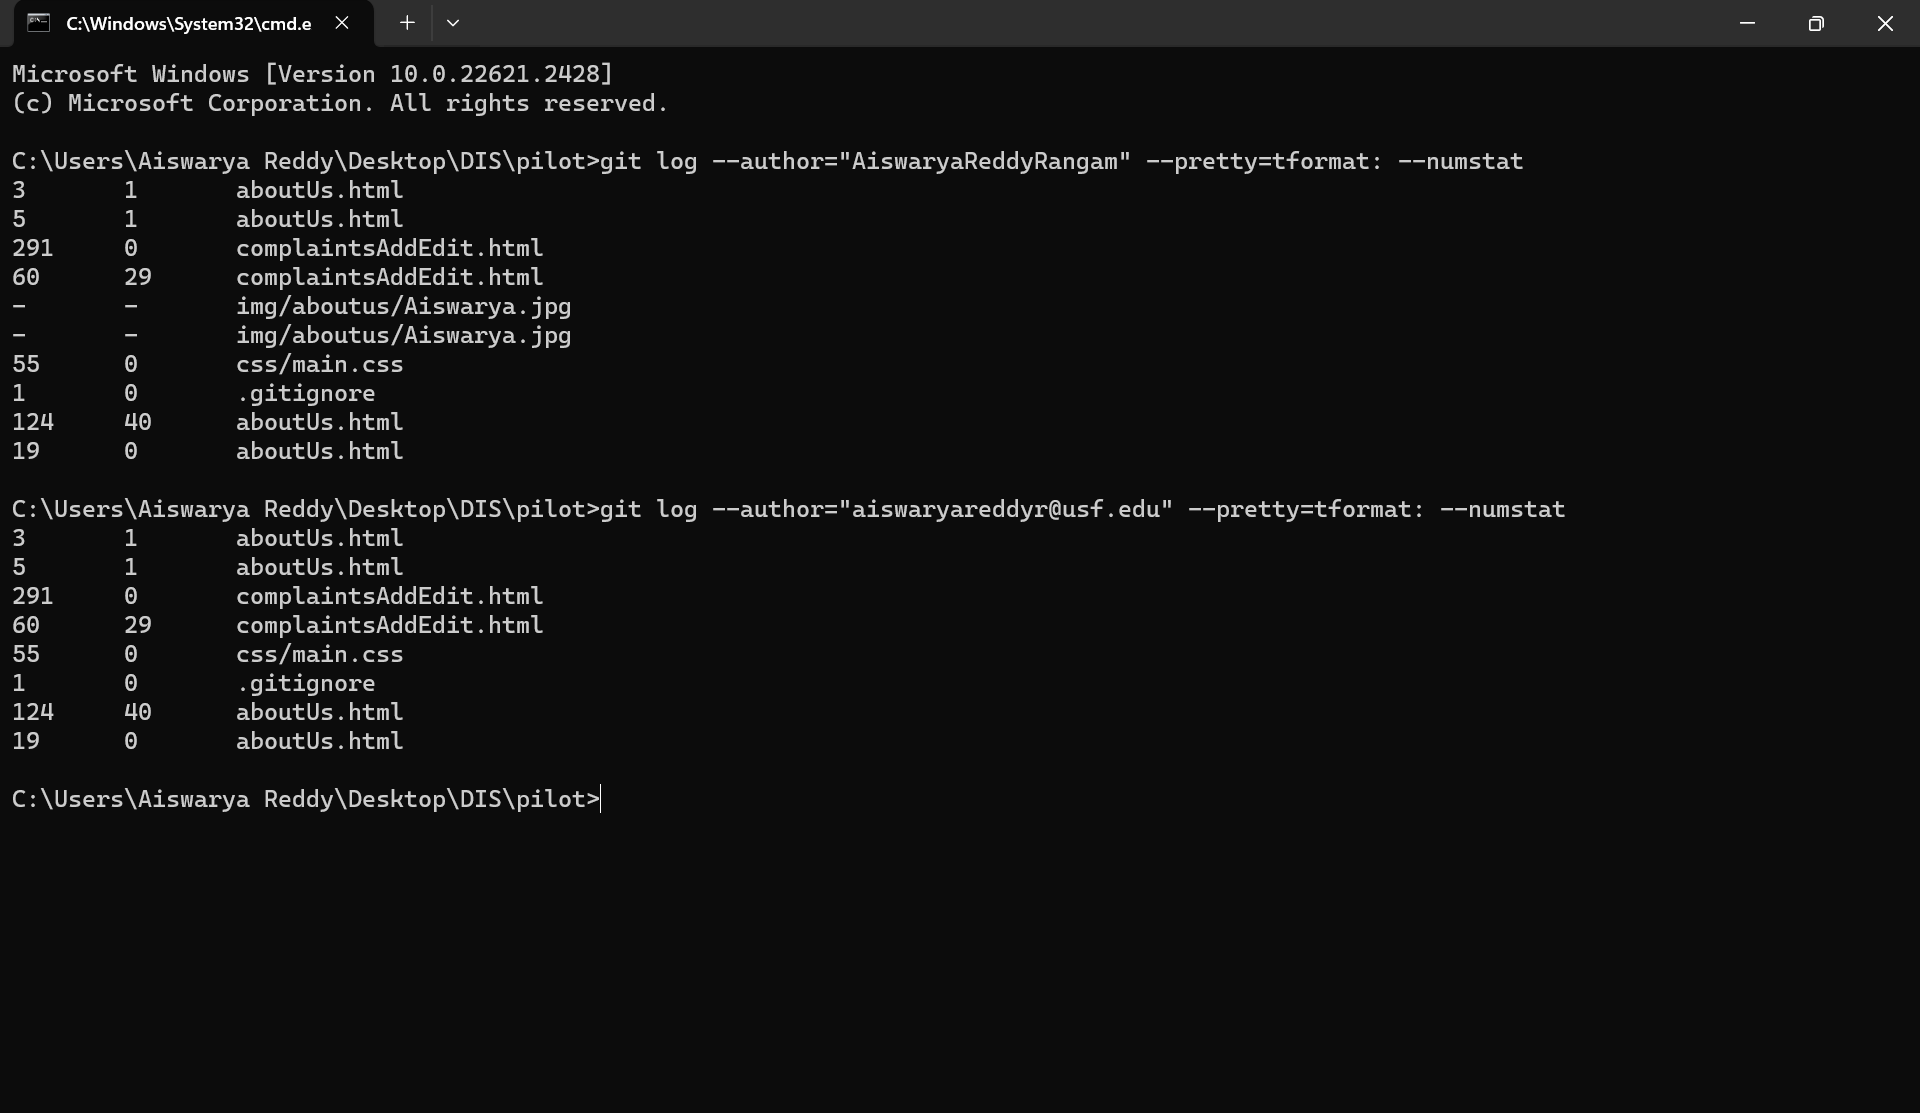 C:\Windows\System32\cmd.e
Microsoft Windows [Version 10.0.22621.2428]
(c) Microsoft Corporation. All rights reserved.
C:\Users\Aiswarya Reddy\Desktop\DIS\pilot>git log --author="AiswaryaReddyRangam" --pretty=tformat: --numstat
3 1 aboutUs.html
5 1 aboutUs.html
291 0 complaintsAddEdit.html
60 29 complaintsAddEdit.html
- - img/aboutus/Aiswarya.jpg
- - img/aboutus/Aiswarya.jpg
55 0 css/main.css
1 0 .gitignore
124 40 aboutUs.html
19 0 aboutUs.html
C:\Users\Aiswarya Reddy\Desktop\DIS\pilot>git log --author="aiswaryareddyr@usf.edu" --pretty=tformat: --numstat
3 1 aboutUs.html
5 1 aboutUs.html
291 0 complaintsAddEdit.html
60 29 complaintsAddEdit.html
55 0 css/main.css
1 0 .gitignore
124 40 aboutUs.html
19 0 aboutUs.html
C:\Users\Aiswarya Reddy\Desktop\DIS\pilot>